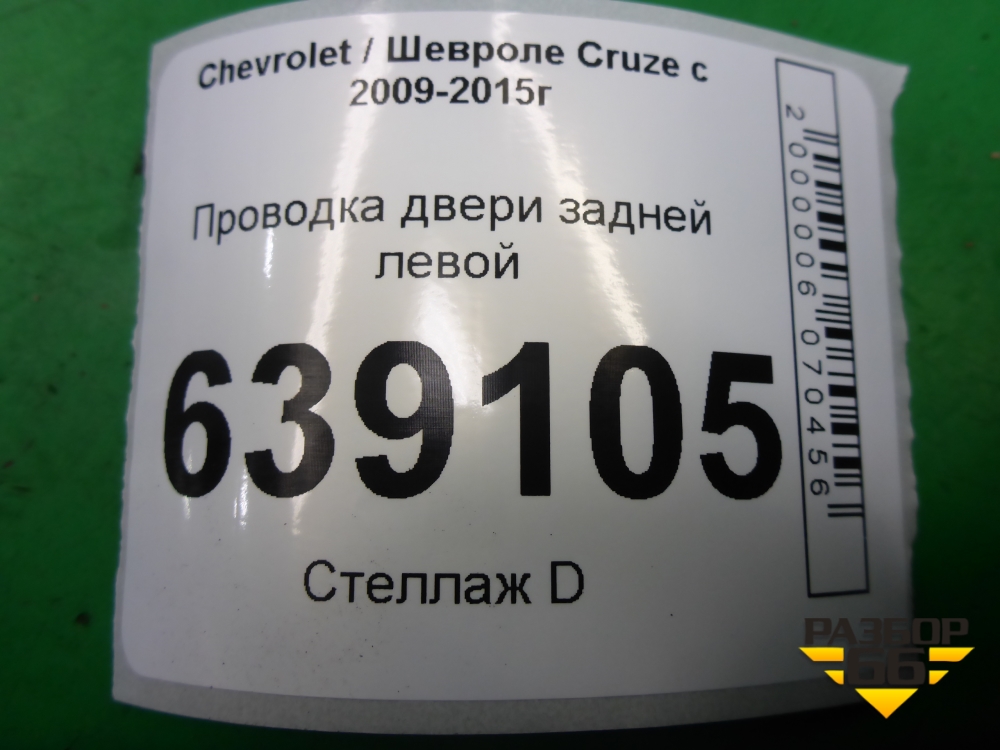 Chevrolet / Шевроле Cruze с
2009-2015г
Проводка двери задней
левой
639105
Стеллаж D
2000006070456
РАЗБОР
66